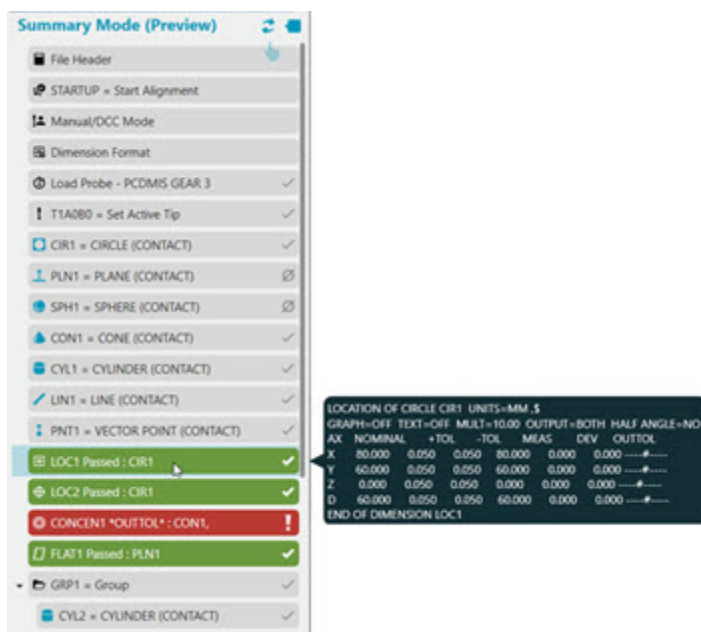 Summary Mode (Preview)
File Header
STARTUP = Start Alignment
Manual/DCC Mode
Dimension Format
Load Probe - PCDMIS GEAR 3
T1A0B0 = Set Active Tip
CIR1 = CIRCLE (CONTACT)
PLN1 = PLANE (CONTACT)
SPH1 = SPHERE (CONTACT)
CON1 = CONE (CONTACT)
CYL1 = CYLINDER (CONTACT)
LIN1 = LINE (CONTACT)
PNT1 = VECTOR POINT (CONTACT)
LOC1 Passed : CIR1
LOC2 Passed : CIR1
CONCEN1 *OUTTOL* : CON1,
FLAT1 Passed : PLN1
GRP1 = Group
CYL2 = CYLINDER (CONTACT)
LOCATION OF CIRCLE CIR1 UNITS=MM ,$
GRAPH=OFF TEXT=OFF MULT=10.00 OUTPUT=BOTH HALF ANGLE=NO
AX NOMINAL +TOL -TOL MEAS DEV OUTTOL
X 80.000 0.050 0.050 80.000 0.000 0.000 ----#----
Y 60.000 0.050 0.050 60.000 0.000 0.000 ----#----
Z 0.000 0.050 0.050 0.000 0.000 0.000 ----#----
D 60.000 0.050 0.050 60.000 0.000 0.000 ----#----
END OF DIMENSION LOC1